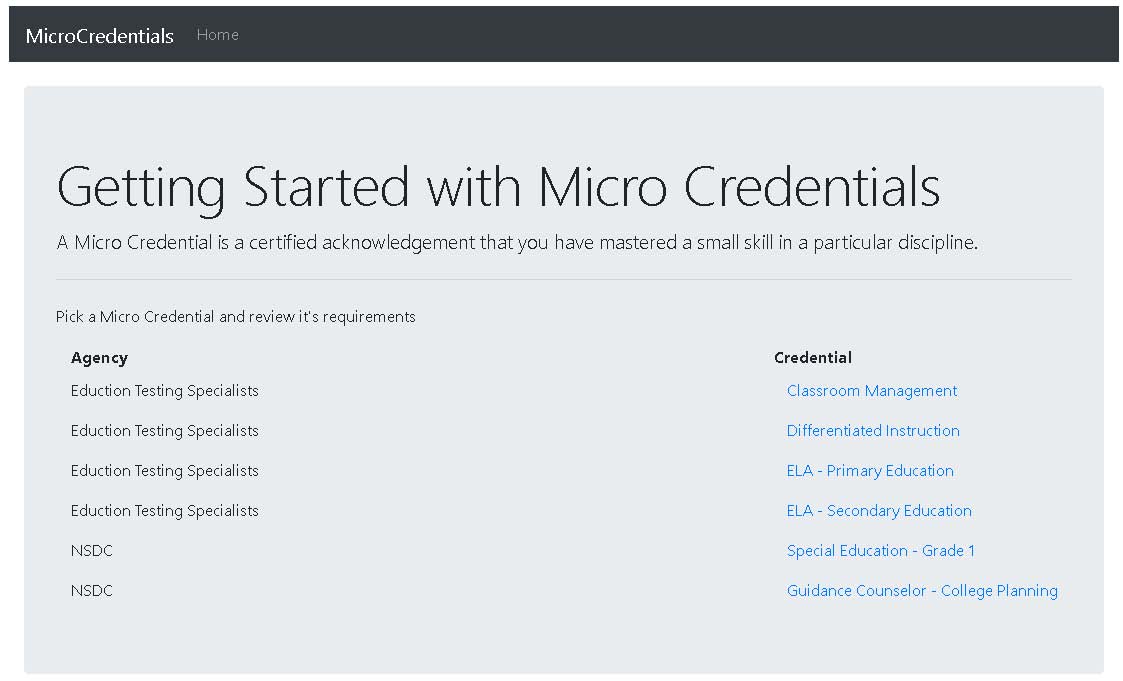 MicroCredentials Home
Getting Started with Micro Credentials
A Micro Credential is a certified acknowledgement that you have mastered a small skill in a particular discipline.
Pick a Micro Credential and review it's requirements
Agency Credential
Eduction Testing Specialists Classroom Management
Eduction Testing Specialists Differentiated Instruction
Eduction Testing Specialists ELA - Primary Education
Eduction Testing Specialists ELA - Secondary Education
NSDC Special Education - Grade 1
NSDC Guidance Counselor - College Planning